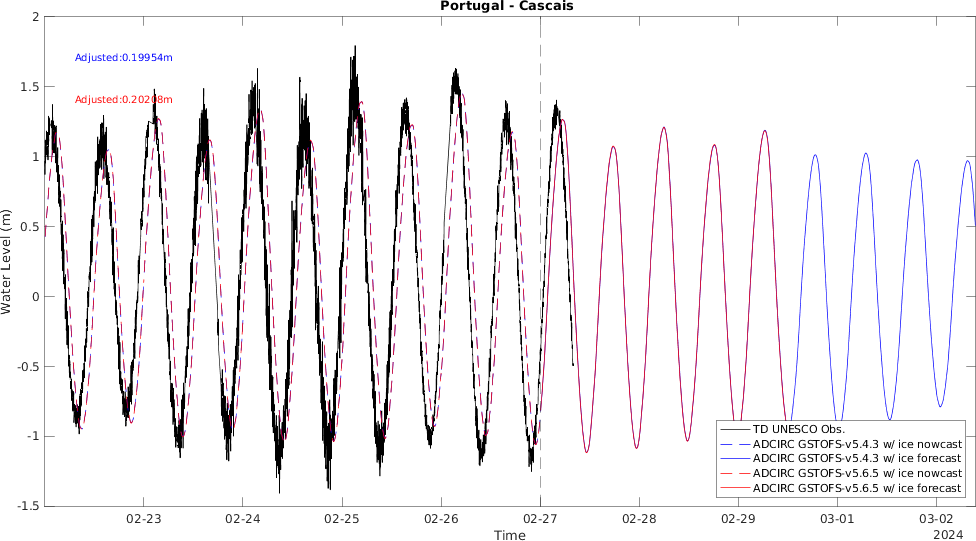 Portugal - Cascais
2
1.5
1
0.5
0
-0.5
-1
-1.5
Water Level (m)
Adjusted:0.19954m
Adjusted:0.20208m
02-23
02-24
02-25
02-26
02-27
02-28
02-29
03-01
03-02
Time
2024
TD UNESCO Obs.
ADCIRC GSTOFS-v5.4.3 w/ ice nowcast
ADCIRC GSTOFS-v5.4.3 w/ ice forecast
ADCIRC GSTOFS-v5.6.5 w/ ice nowcast
ADCIRC GSTOFS-v5.6.5 w/ ice forecast